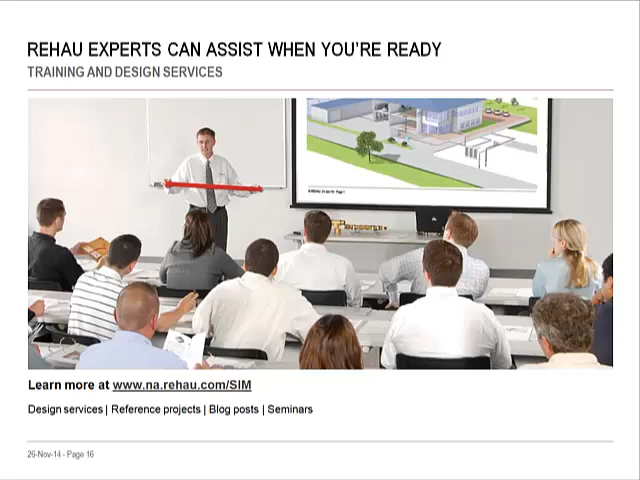 REHAU EXPERTS CAN ASSIST WHEN YOU'RE READY
TRAINING AND DESIGN SERVICES
Learn more at www.na.rehau.com/SIM
Design services | Reference projects | Blog posts | Seminars
26-Nov-14 - Page 16